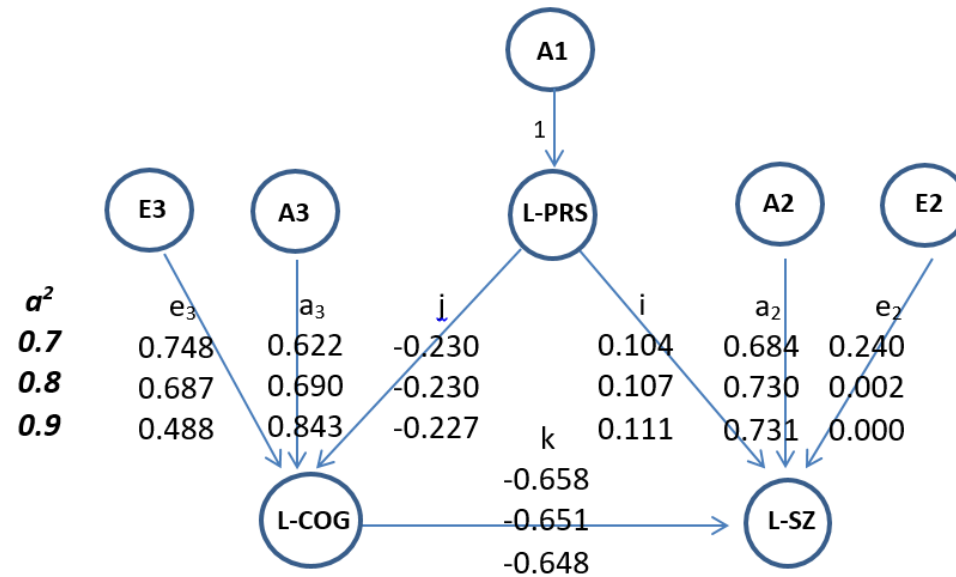 A1
1
E3 A3 L-PRS A2 E2
a² e₃ a₃ j i a₂ e₂
0.7 0.748 0.622 -0.230 0.104 0.684 0.240
0.8 0.687 0.690 -0.230 0.107 0.730 0.002
0.9 0.488 0.843 -0.227 0.111 0.731 0.000
k
-0.658
-0.651
-0.648
L-COG L-SZ